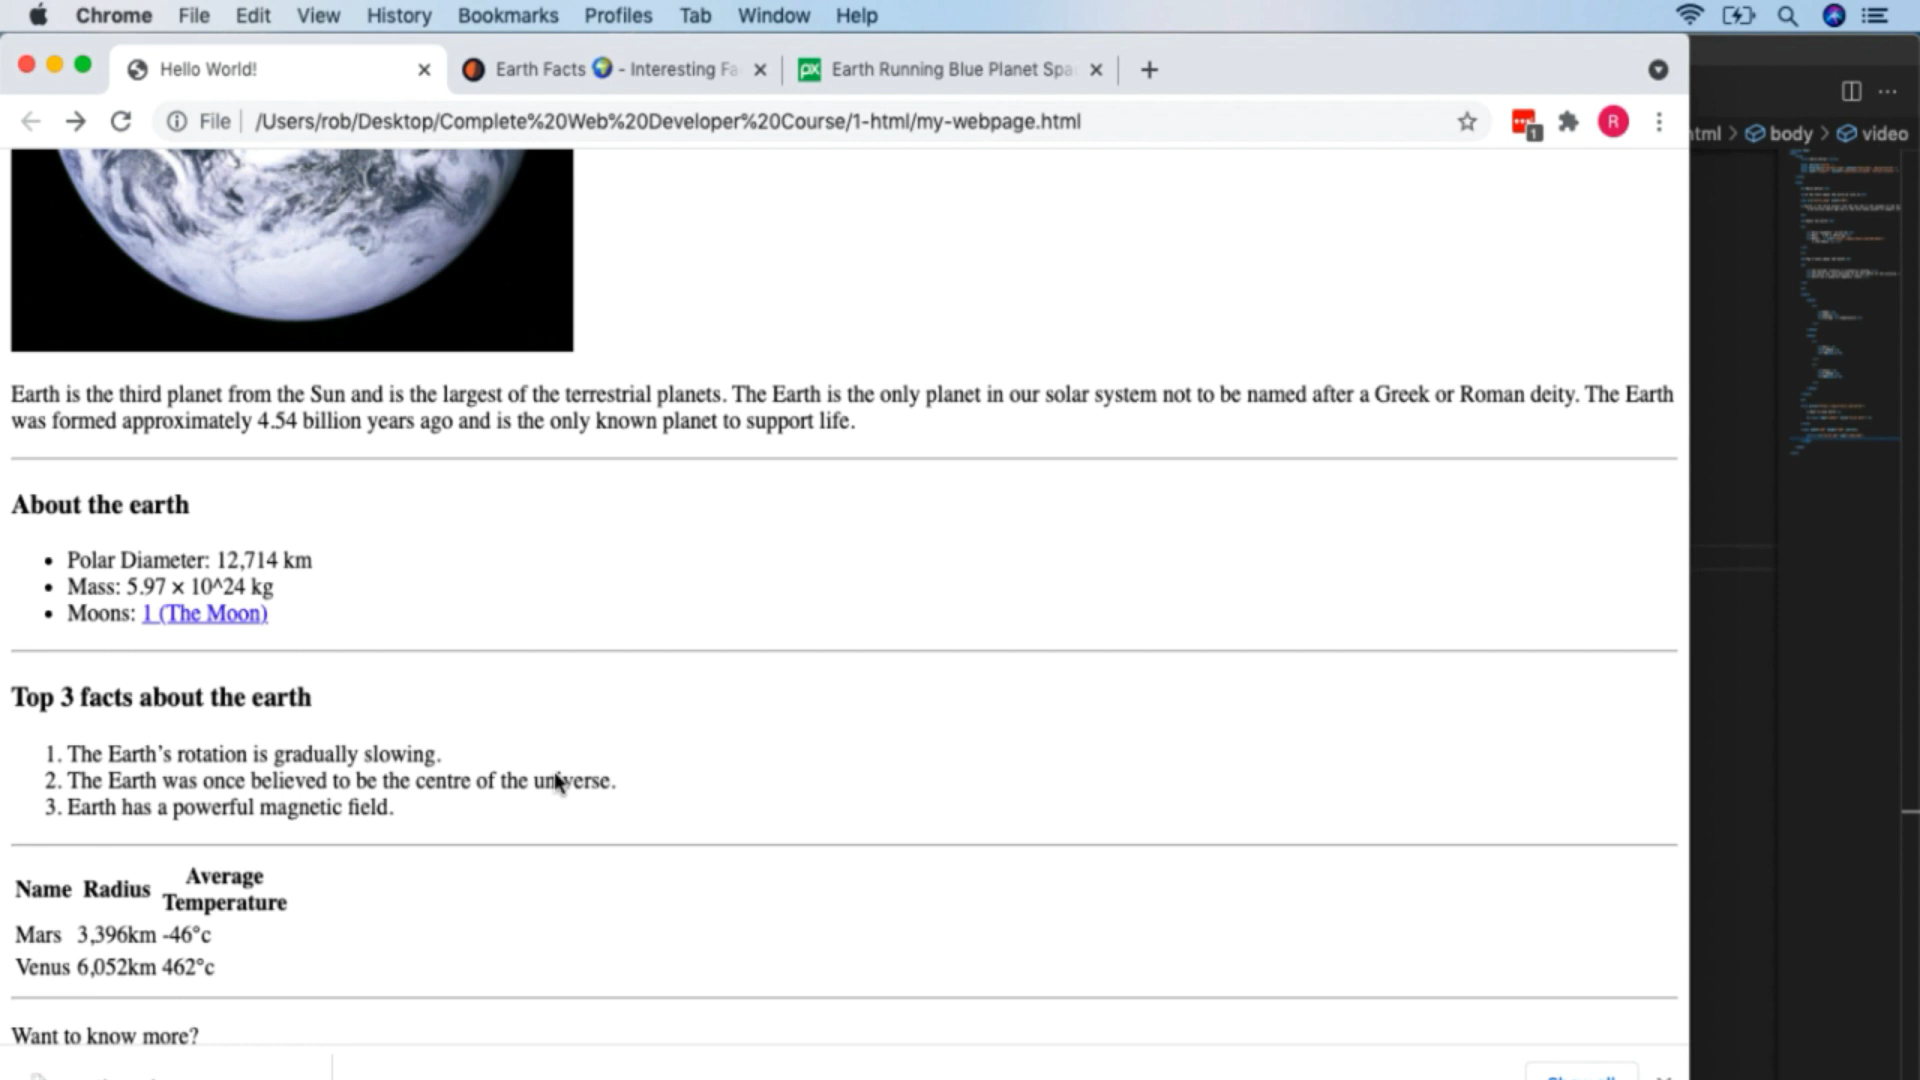 Chrome File Edit View History Bookmarks Profiles Tab Window Help
Hello World!
Earth Facts 🌍 - Interesting Fa
Earth Running Blue Planet Spa
File /Users/rob/Desktop/Complete%20Web%20Developer%20Course/1-html/my-webpage.html
1
R
tml > body > video
Earth is the third planet from the Sun and is the largest of the terrestrial planets. The Earth is the only planet in our solar system not to be named after a Greek or Roman deity. The Earth
was formed approximately 4.54 billion years ago and is the only known planet to support life.
About the earth
• Polar Diameter: 12,714 km
• Mass: 5.97 × 10^24 kg
• Moons: 1 (The Moon)
Top 3 facts about the earth
1. The Earth’s rotation is gradually slowing.
2. The Earth was once believed to be the centre of the universe.
3. Earth has a powerful magnetic field.
Name Radius Average
Temperature
Mars 3,396km -46°c
Venus 6,052km 462°c
Want to know more?